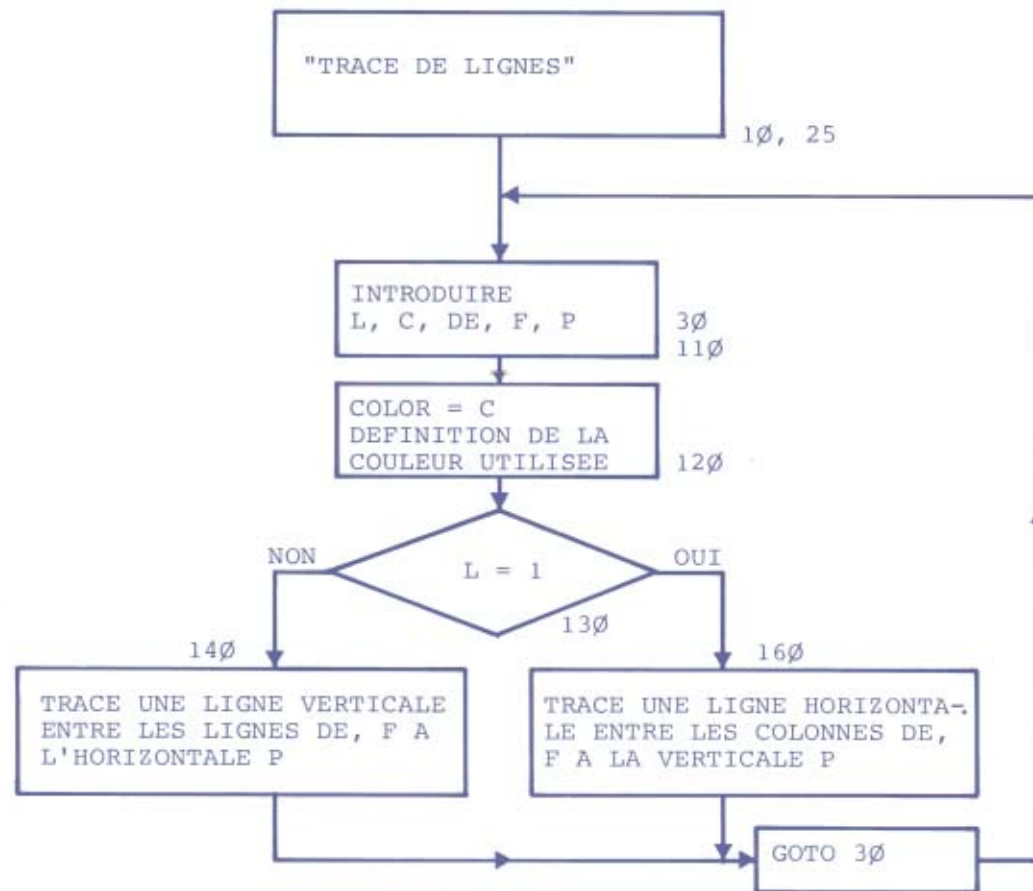 "TRACE DE LIGNES"
1Ø, 25
INTRODUIRE
L, C, DE, F, P
3Ø
11Ø
COLOR = C
DEFINITION DE LA
COULEUR UTILISEE
12Ø
NON
L = 1
OUI
13Ø
14Ø
16Ø
TRACE UNE LIGNE VERTICALE
ENTRE LES LIGNES DE, F A
L'HORIZONTALE P
TRACE UNE LIGNE HORIZONTA-
LE ENTRE LES COLONNES DE,
F A LA VERTICALE P
GOTO 3Ø